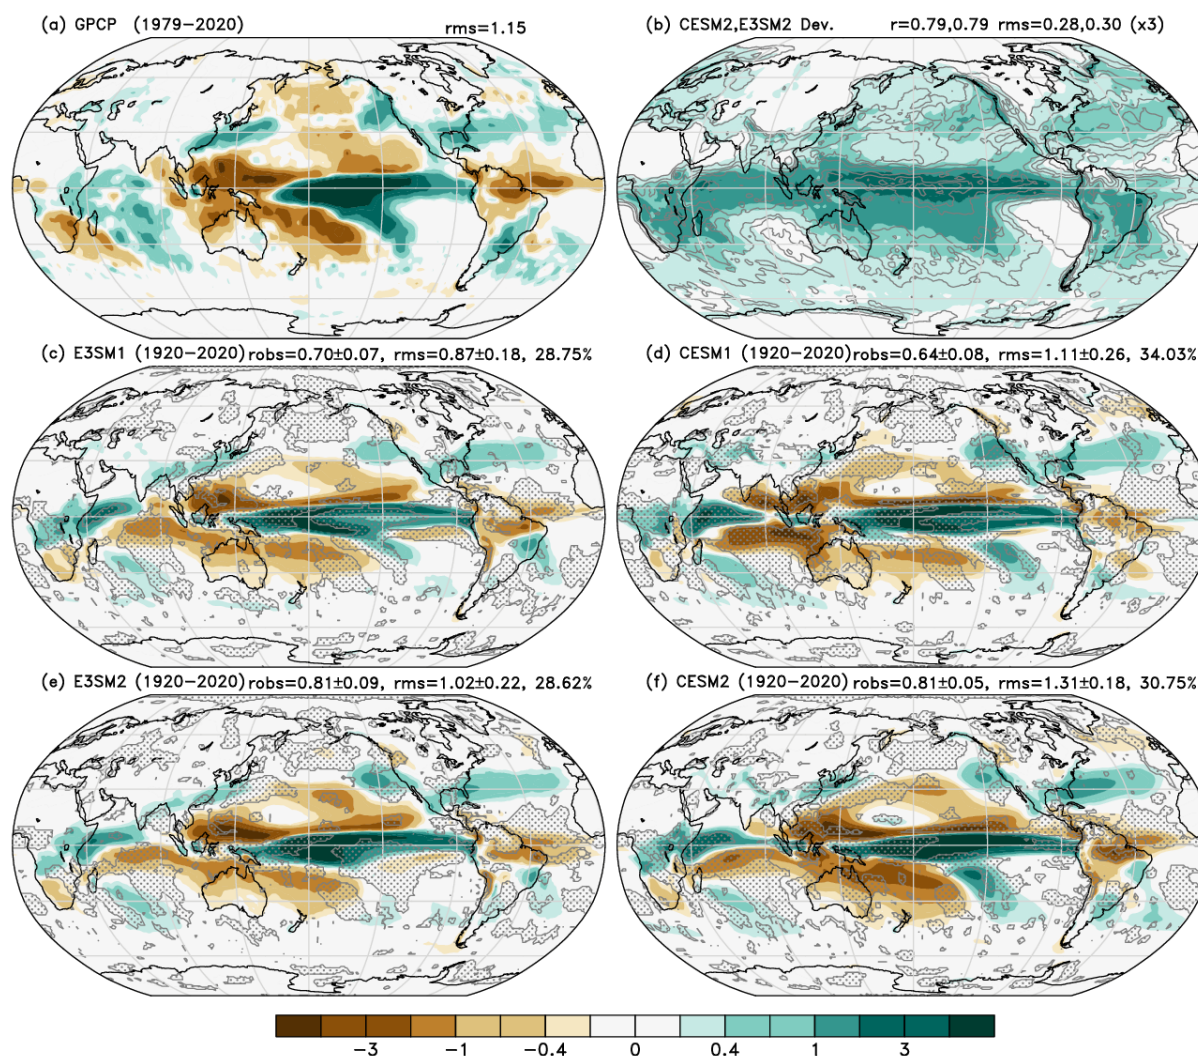 (a) GPCP (1979-2020) rms=1.15
(b) CESM2,E3SM2 Dev. r=0.79,0.79 rms=0.28,0.30 (x3)
(c) E3SM1 (1920-2020) robs=0.70±0.07, rms=0.87±0.18, 28.75%
(d) CESM1 (1920-2020) robs=0.64±0.08, rms=1.11±0.26, 34.03%
(e) E3SM2 (1920-2020) robs=0.81±0.09, rms=1.02±0.22, 28.62%
(f) CESM2 (1920-2020) robs=0.81±0.05, rms=1.31±0.18, 30.75%
-3 -1 -0.4 0 0.4 1 3